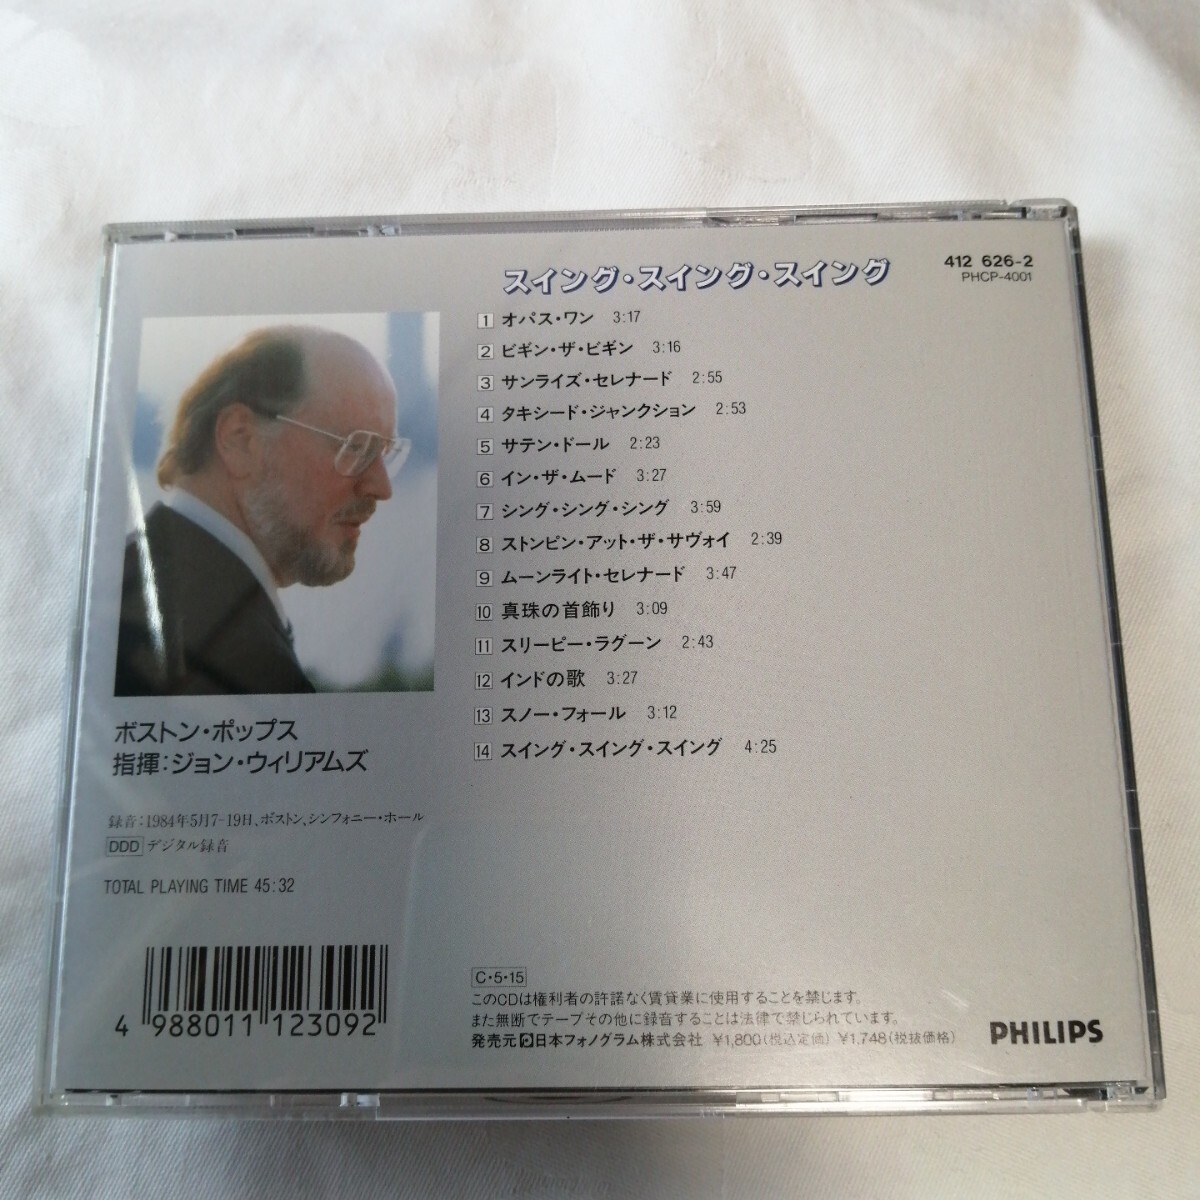 スイング・スイング・スイング
412 626-2
PHCP-4001
1 オパス・ワン 3:17
2 ビギン・ザ・ビギン 3:16
3 サンライズ・セレナード 2:55
4 タキシード・ジャンクション 2:53
5 サテン・ドール 2:23
6 イン・ザ・ムード 3:27
7 シング・シング・シング 3:59
8 ストンピン・アット・ザ・サヴォイ 2:39
9 ムーンライト・セレナード 3:47
10 真珠の首飾り 3:09
11 スリーピー・ラグーン 2:43
12 インドの歌 3:27
13 スノー・フォール 3:12
14 スイング・スイング・スイング 4:25
ボストン・ポップス
指揮:ジョン・ウィリアムズ
録音:1984年5月7-19日、ボストン、シンフォニー・ホール
DDD デジタル録音
TOTAL PLAYING TIME 45:32
4 988011 123092
C・5・15
このCDは権利者の許諾なく賃貸業に使用することを禁じます。
また無断でテープその他に録音することは法律で禁じられています。
発売元 日本フォノグラム株式会社 ¥1,800(税込定価) ¥1,748(税抜価格)
PHILIPS